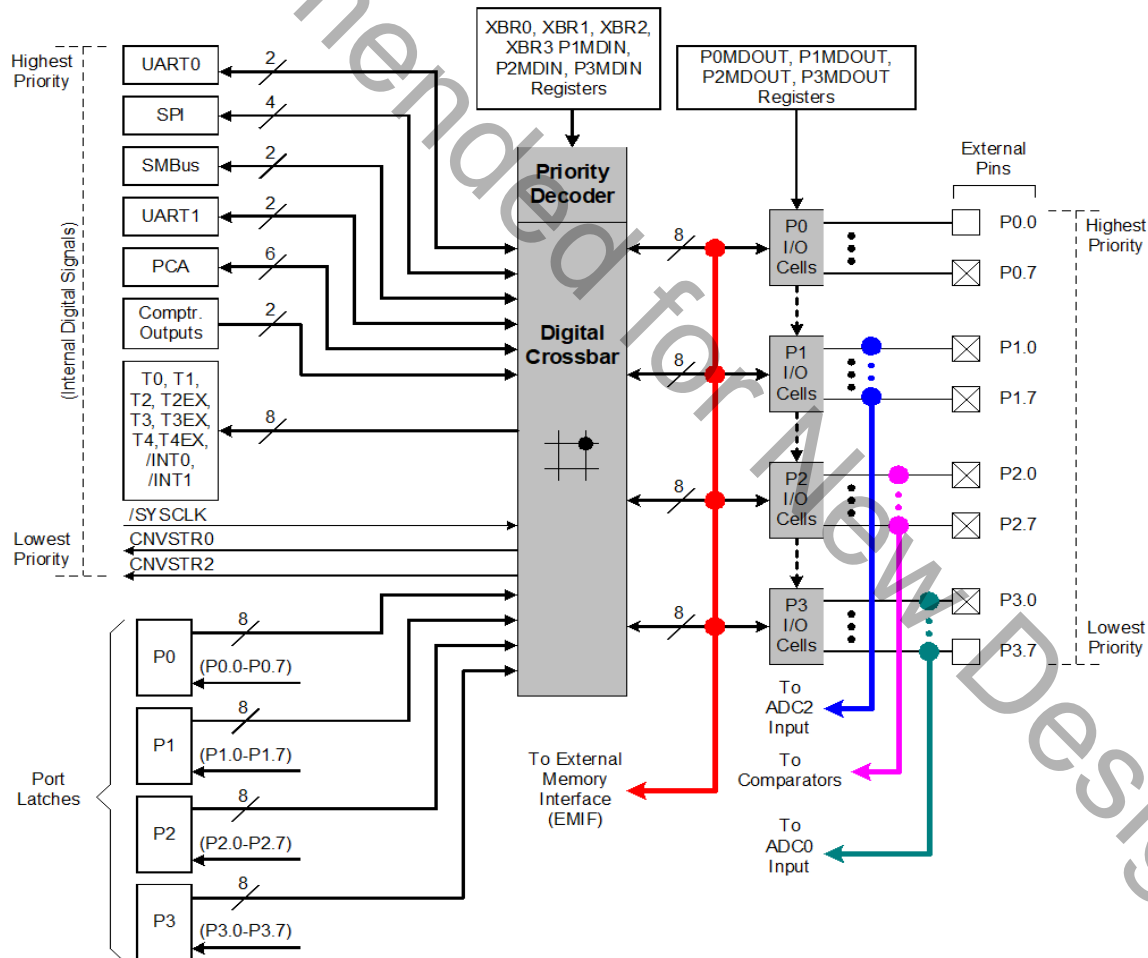 Highest
Priority
(Internal Digital Signals)
Lowest
Priority
UART0
2
SPI
4
SMBus
2
UART1
2
PCA
6
Comptr.
Outputs
2
T0, T1,
T2, T2EX,
T3, T3EX,
T4,T4EX,
/INT0,
/INT1
8
/SYSCLK
CNVSTR0
CNVSTR2
Port
Latches
P0
8
(P0.0-P0.7)
P1
8
(P1.0-P1.7)
P2
8
(P2.0-P2.7)
P3
8
(P3.0-P3.7)
XBR0, XBR1, XBR2,
XBR3 P1MDIN,
P2MDIN, P3MDIN
Registers
Priority
Decoder
Digital
Crossbar
P0MDOUT, P1MDOUT,
P2MDOUT, P3MDOUT
Registers
8
8
8
8
P0
I/O
Cells
P1
I/O
Cells
P2
I/O
Cells
P3
I/O
Cells
External
Pins
P0.0
P0.7
P1.0
P1.7
P2.0
P2.7
P3.0
P3.7
Highest
Priority
Lowest
Priority
To
ADC2
Input
To
Comparators
To
ADC0
Input
To External
Memory
Interface
(EMIF)
mended for New Desig